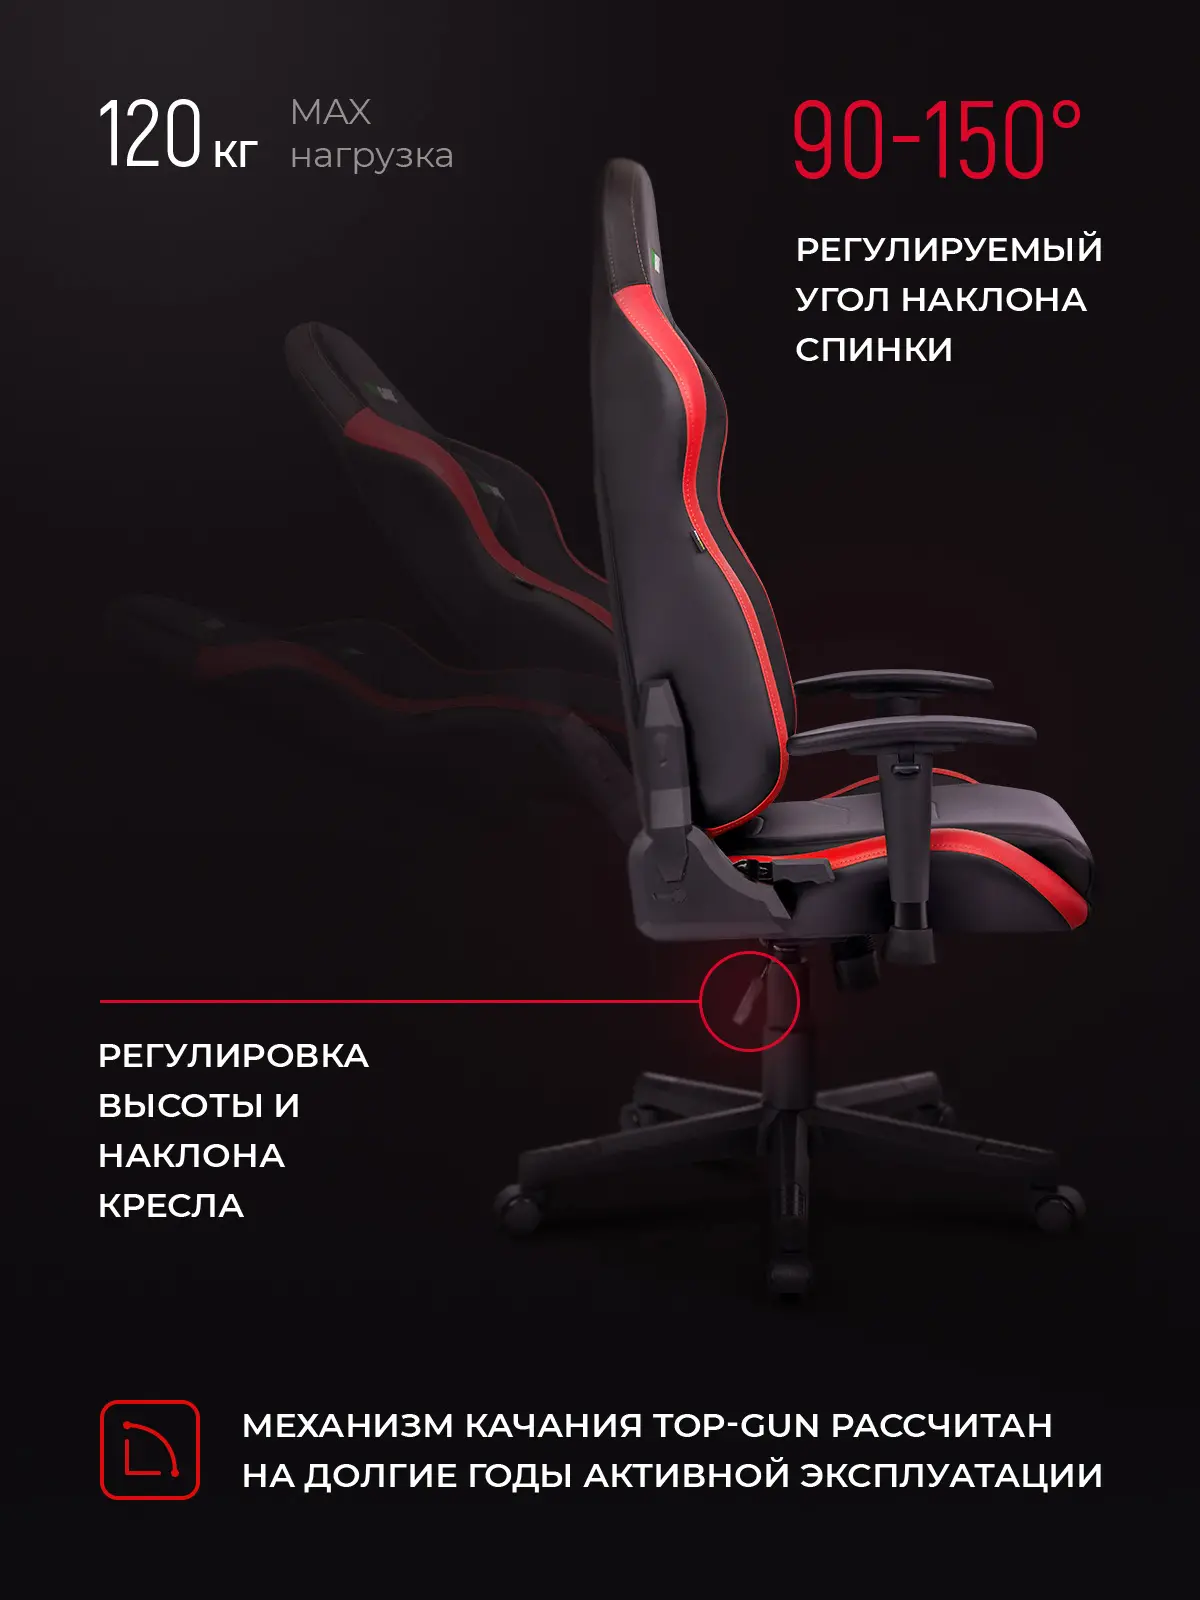 120 кг
MAX
нагрузка
90-150°
РЕГУЛИРУЕМЫЙ
УГОЛ НАКЛОНА
СПИНКИ
РЕГУЛИРОВКА
ВЫСОТЫ И
НАКЛОНА
КРЕСЛА
МЕХАНИЗМ КАЧАНИЯ TOP-GUN РАССЧИТАН
НА ДОЛГИЕ ГОДЫ АКТИВНОЙ ЭКСПЛУАТАЦИИ